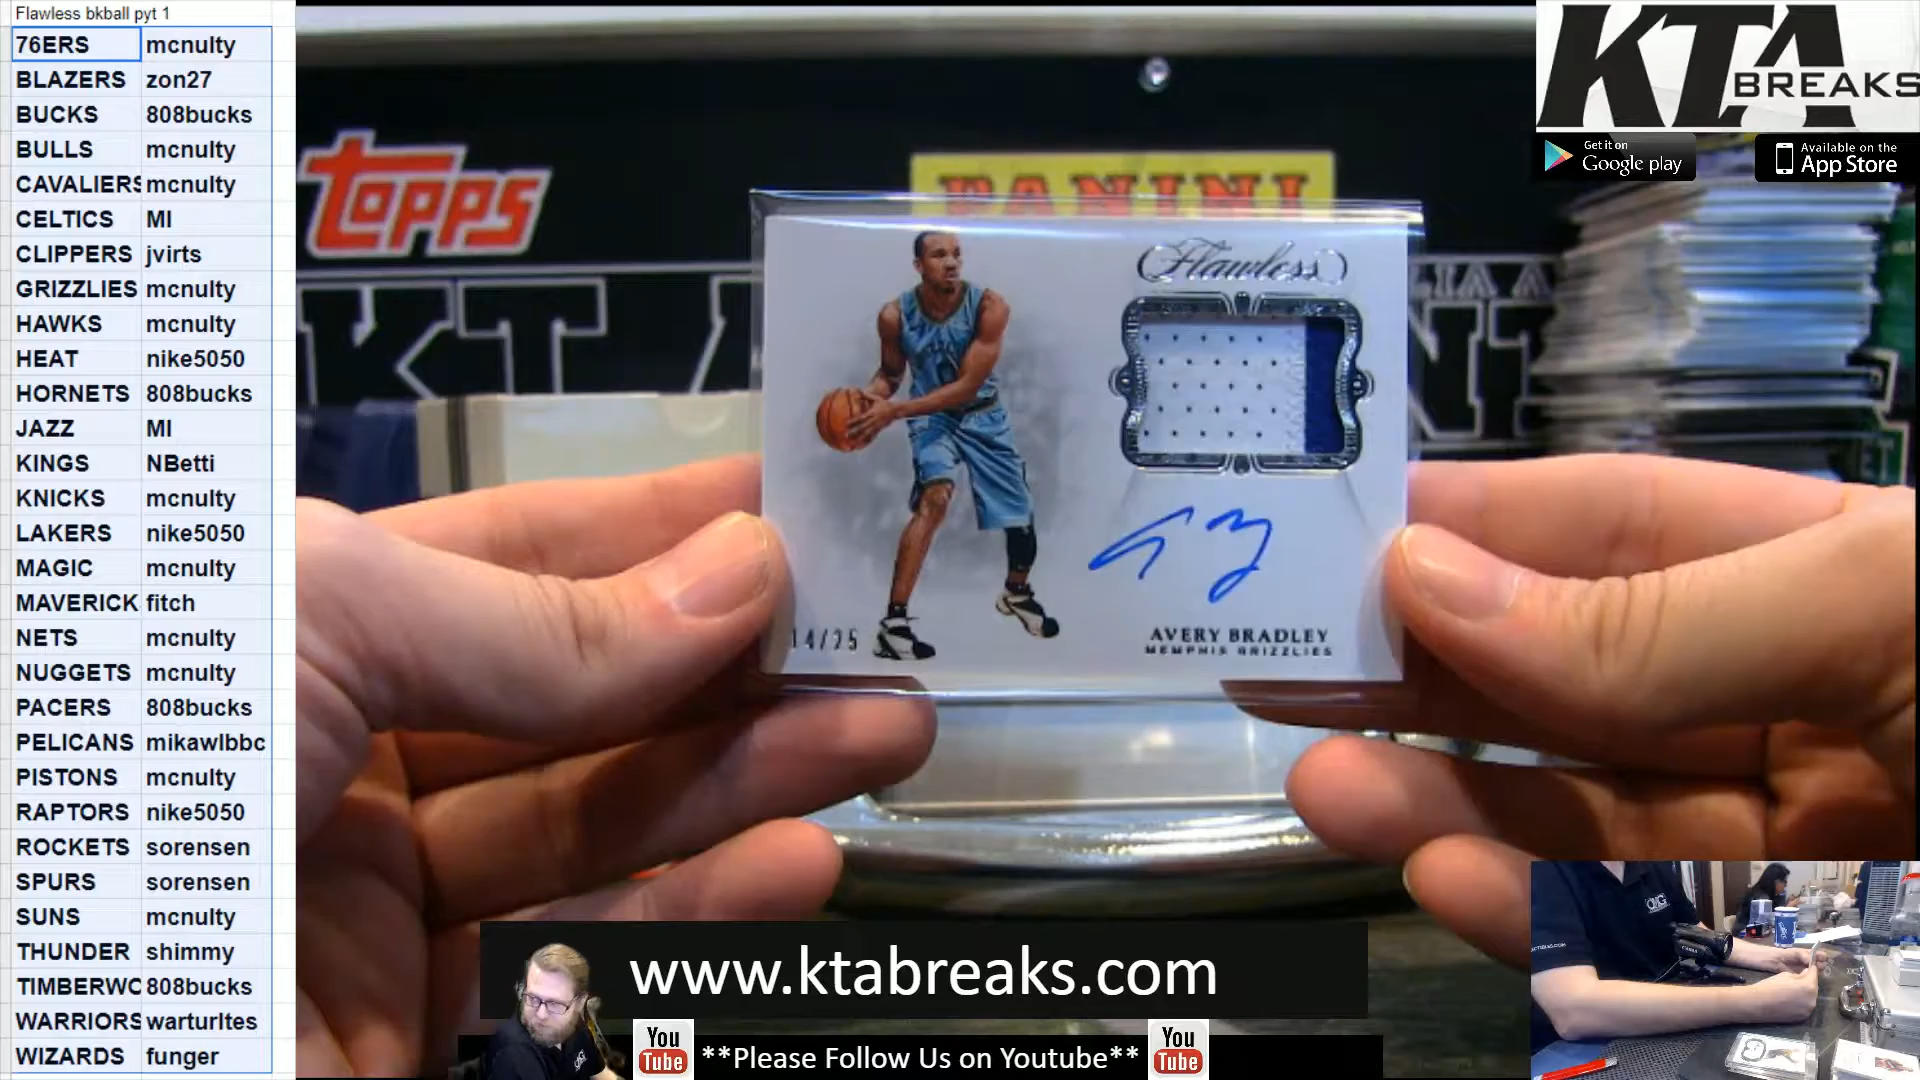 Flawless bkball pyt 1
76ERS mcnulty
BLAZERS zon27
BUCKS 808bucks
BULLS mcnulty
CAVALIERS mcnulty
CELTICS MI
CLIPPERS jvirts
GRIZZLIES mcnulty
HAWKS mcnulty
HEAT nike5050
HORNETS 808bucks
JAZZ MI
KINGS NBetti
KNICKS mcnulty
LAKERS nike5050
MAGIC mcnulty
MAVERICK fitch
NETS mcnulty
NUGGETS mcnulty
PACERS 808bucks
PELICANS mikawlbbc
PISTONS mcnulty
RAPTORS nike5050
ROCKETS sorensen
SPURS sorensen
SUNS mcnulty
THUNDER shimmy
TIMBERWO 808bucks
WARRIORS warturltes
WIZARDS funger
TOPPS
PANINI
KTA
BREAKS
Get it on
Google play
Available on the
App Store
Flawless
14/25
AVERY BRADLEY
MEMPHIS GRIZZLIES
www.ktabreaks.com
You Tube **Please Follow Us on Youtube** You Tube